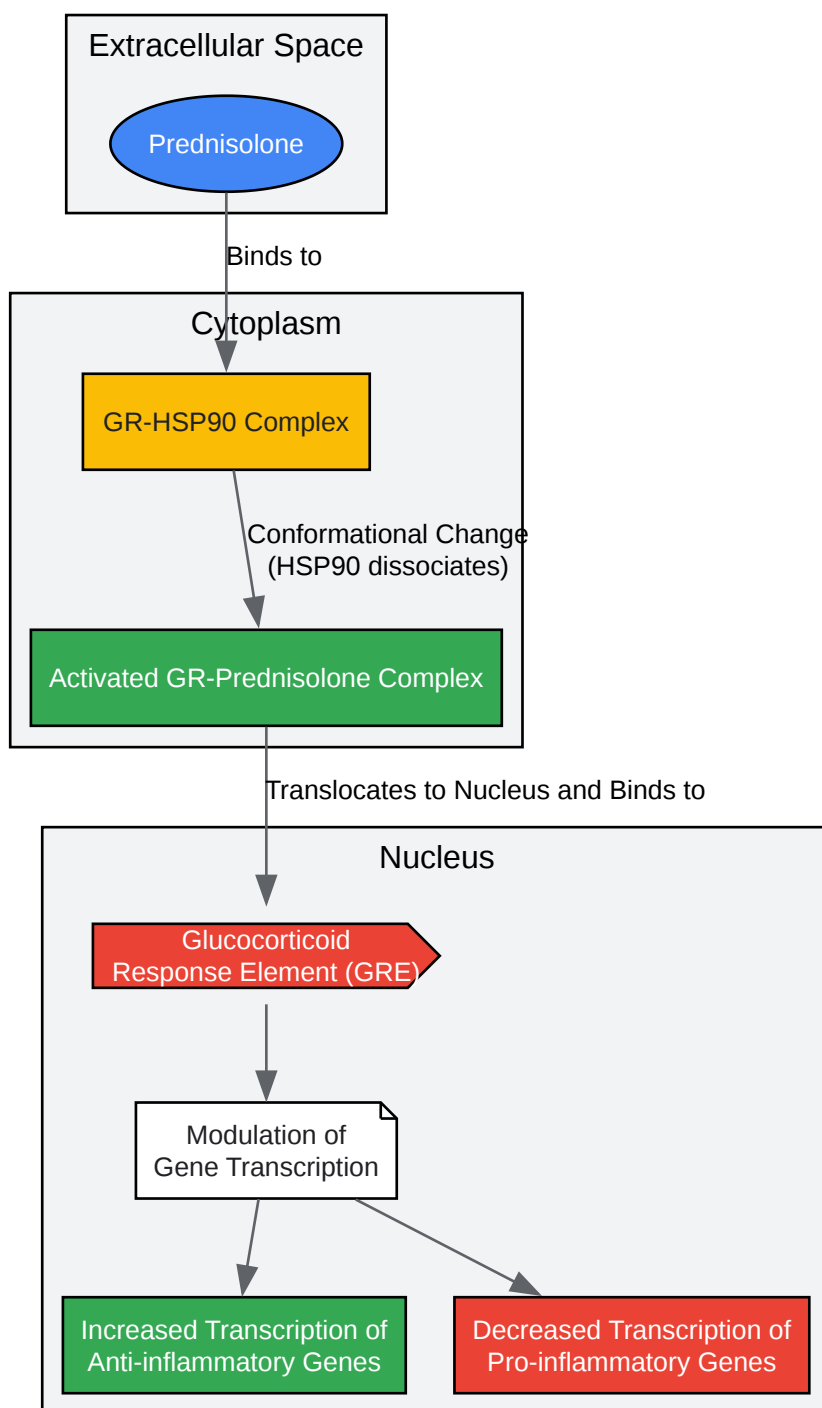 Extracellular Space
Prednisolone
Binds to
Cytoplasm
GR-HSP90 Complex
Conformational Change
(HSP90 dissociates)
Activated GR-Prednisolone Complex
Translocates to Nucleus and Binds to
Nucleus
Glucocorticoid
Response Element (GRE)
Modulation of
Gene Transcription
Increased Transcription of
Anti-inflammatory Genes
Decreased Transcription of
Pro-inflammatory Genes